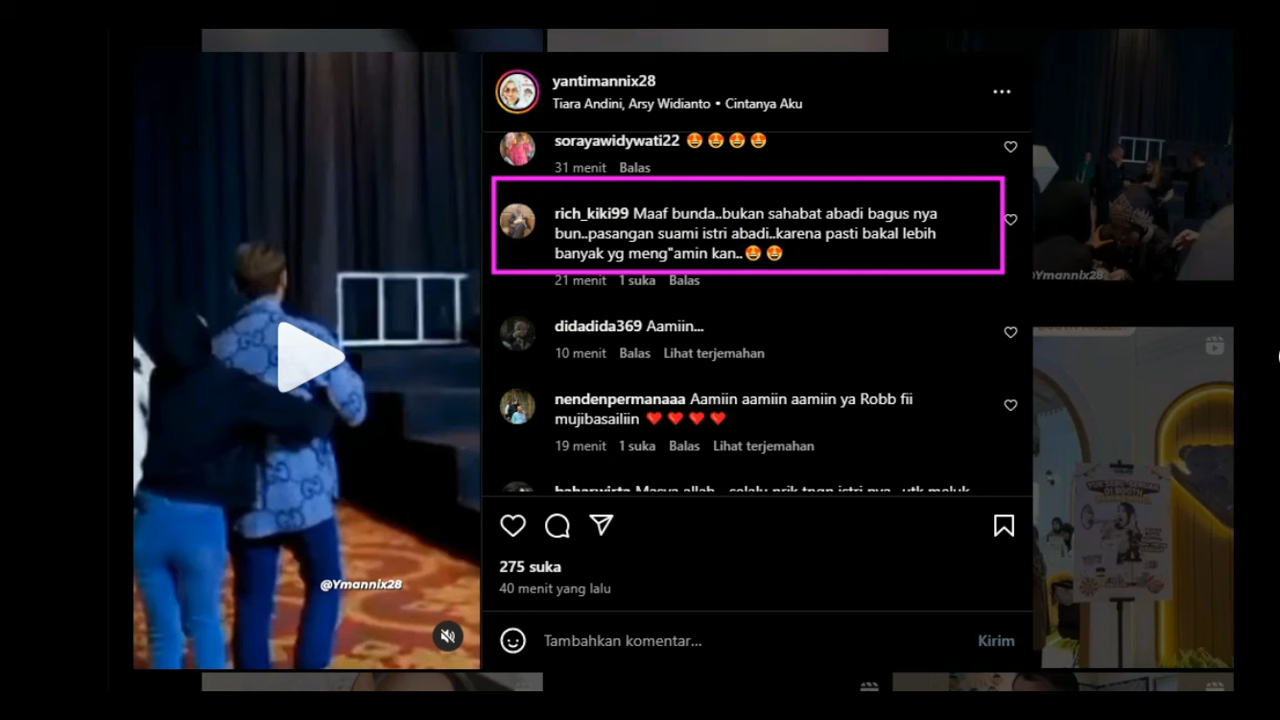 yantimannix28
Tiara Andini, Arsy Widianto • Cintanya Aku
sorayawidywati22 🤩 🤩 🤩 🤩
31 menit Balas
rich_kiki99 Maaf bunda..bukan sahabat abadi bagus nya
bun..pasangan suami istri abadi..karena pasti bakal lebih
banyak yg meng"amin kan..🤩 🤩
21 menit 1 suka Balas
didadida369 Aamiin...
10 menit Balas Lihat terjemahan
nendenpermanaaa Aamiin aamiin aamiin ya Robb fii
mujibasailiin ❤️ ❤️ ❤️ ❤️
19 menit 1 suka Balas Lihat terjemahan
275 suka
40 menit yang lalu
Tambahkan komentar...
Kirim
@Ymannix28
Ymannix28